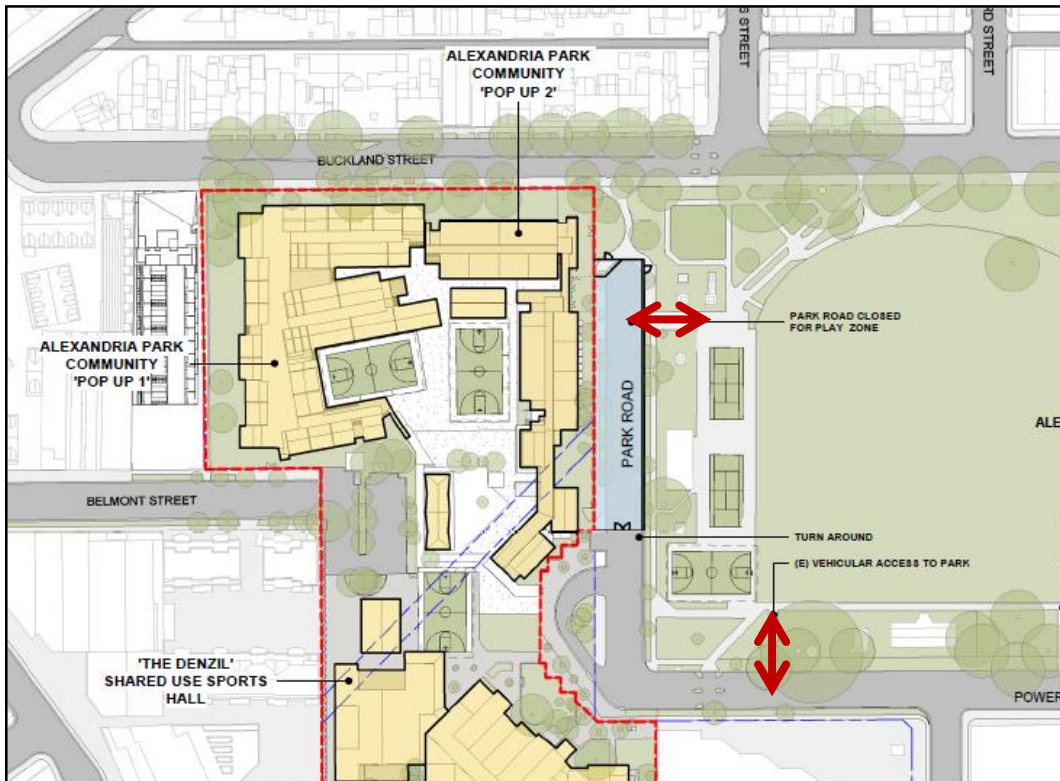 S STREET
RD STREET
ALEXANDRIA PARK
COMMUNITY
'POP UP 2'
BUCKLAND STREET
ALEXANDRIA PARK
COMMUNITY
'POP UP 1'
PARK ROAD CLOSED
FOR PLAY ZONE
PARK ROAD
ALE
BELMONT STREET
TURN AROUND
(E) VEHICULAR ACCESS TO PARK
'THE DENZIL'
SHARED USE SPORTS
HALL
POWER